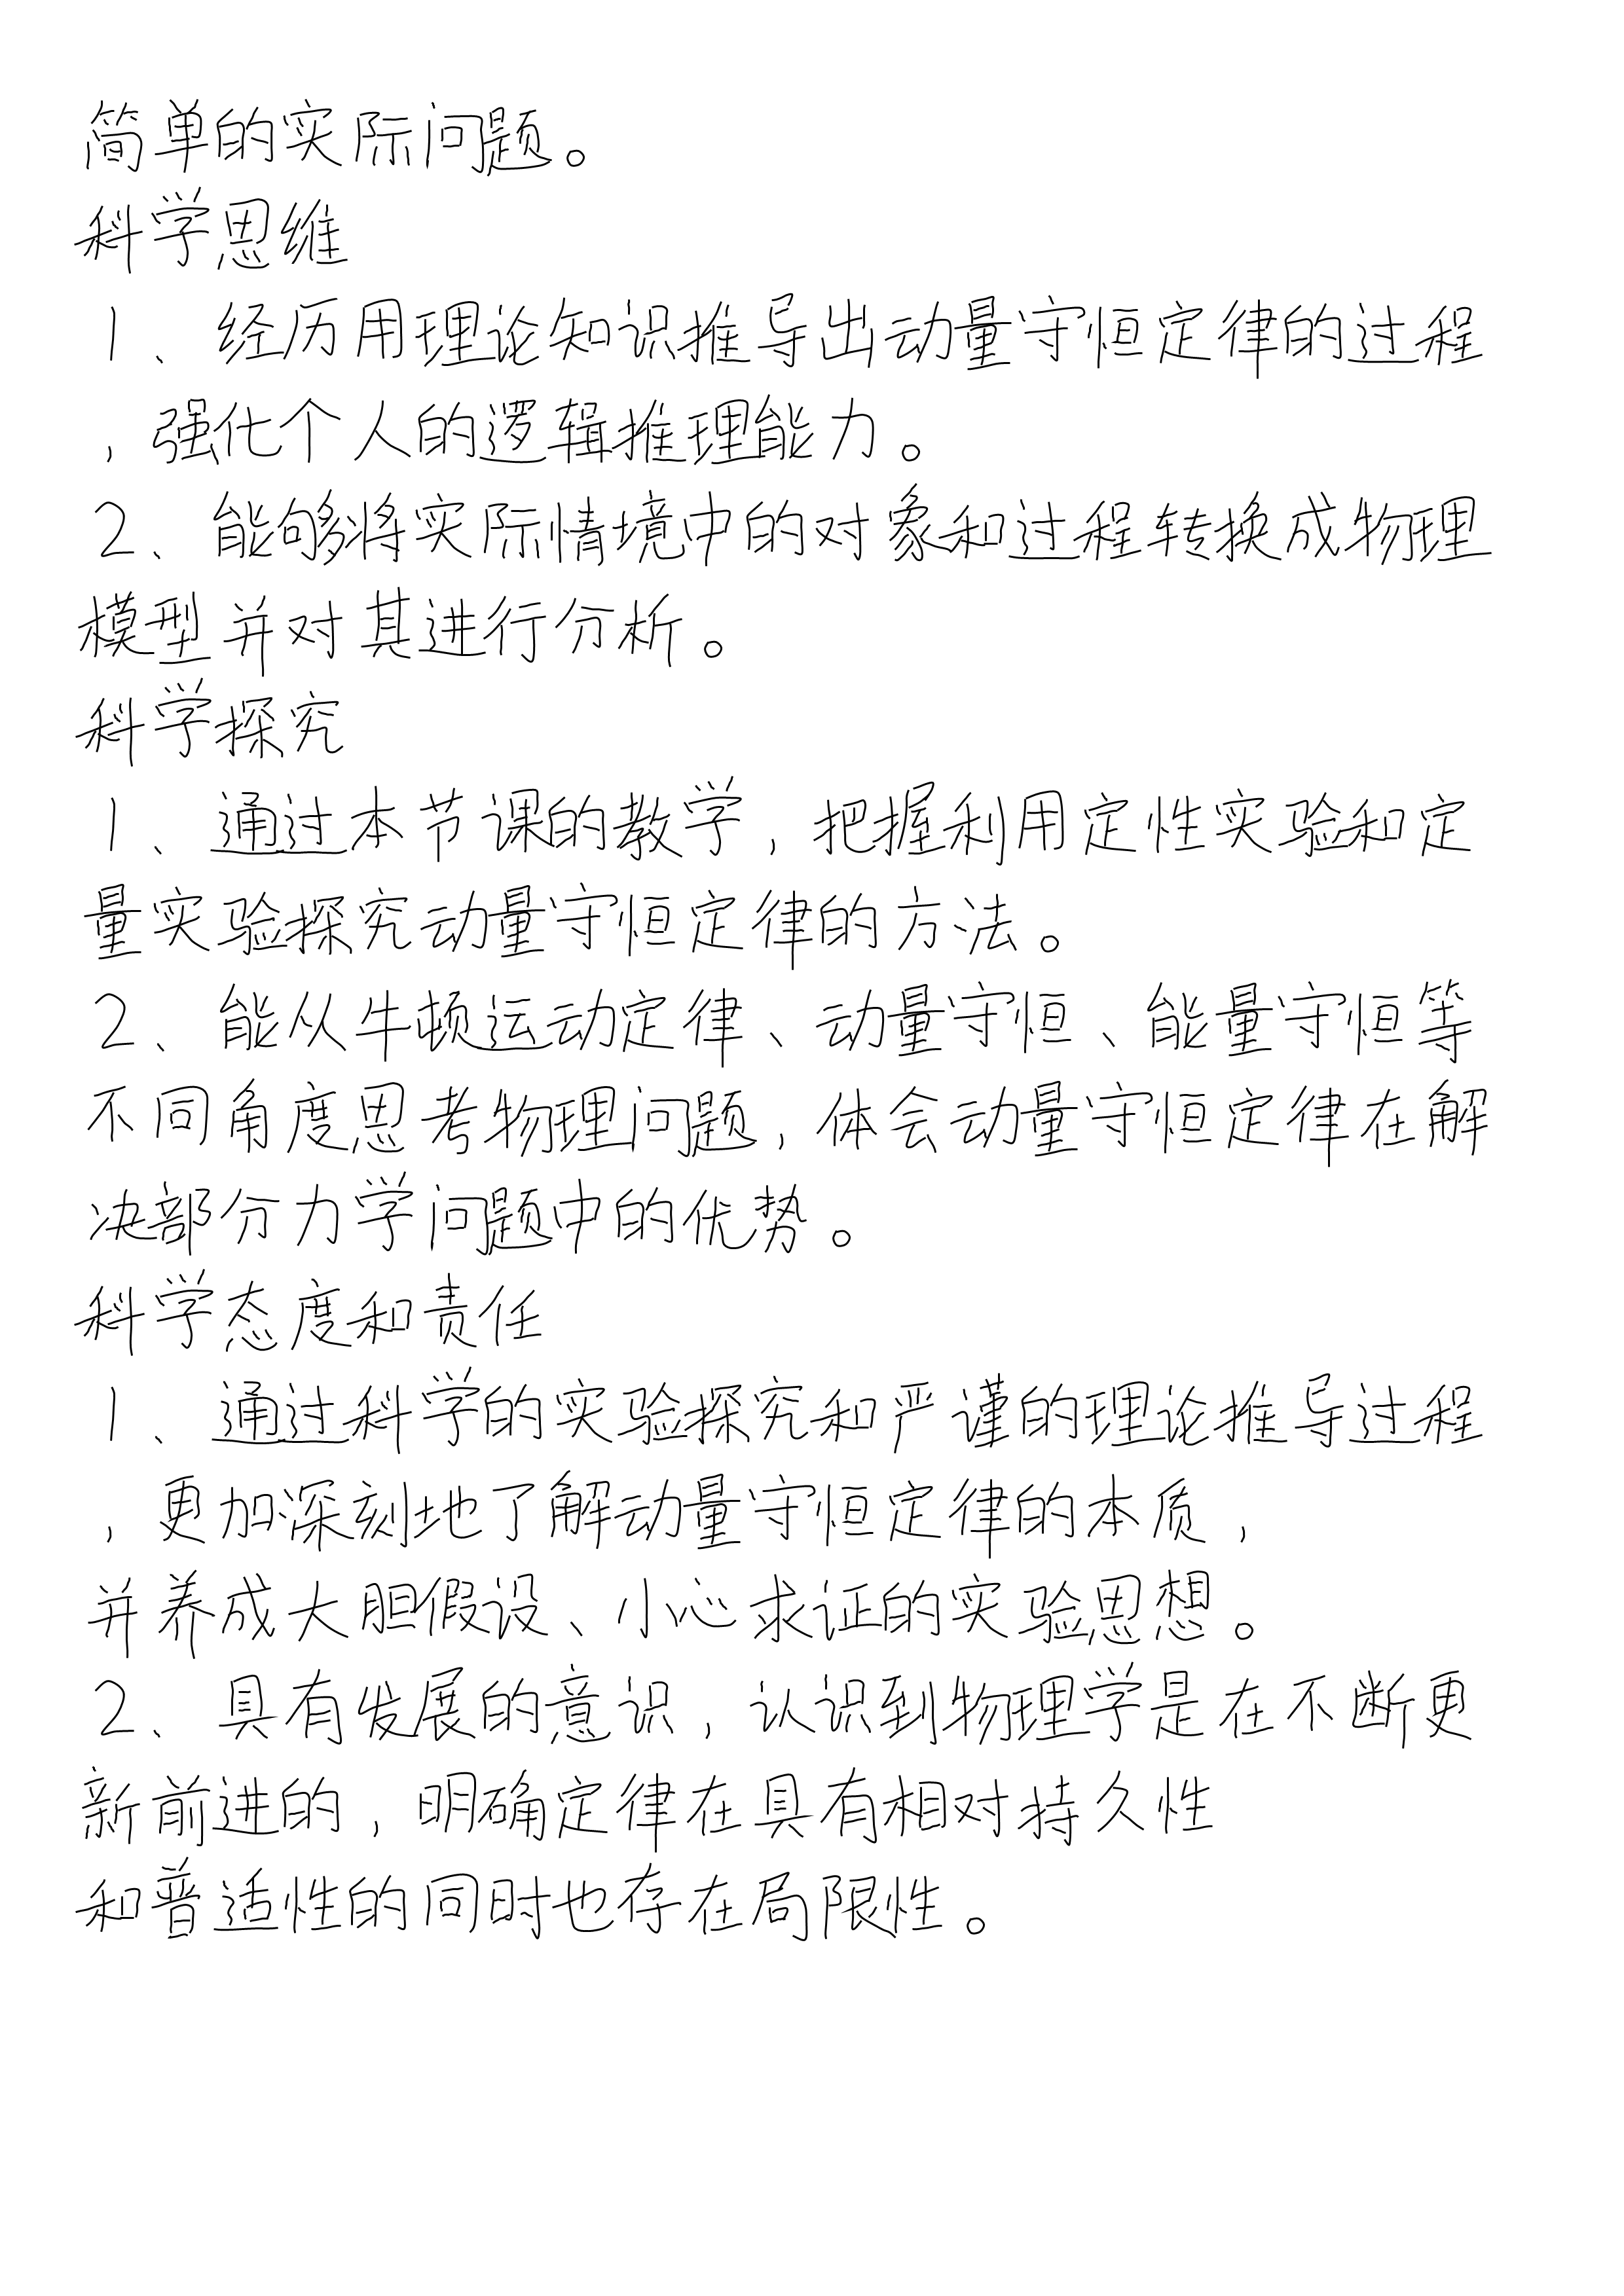 简单的实际问题。
科学思维
1、经历用理论知识推导出动量守恒定律的过程
，强化个人的逻辑推理能力。
2、能够将实际情境中的对象和过程转换成物理
模型并对其进行分析。
科学探究
1、通过本节课的教学，把握利用定性实验和定
量实验探究动量守恒定律的方法。
2、能从牛顿运动定律、动量守恒、能量守恒等
不同角度思考物理问题，体会动量守恒定律在解
决部分力学问题中的优势。
科学态度和责任
1、通过科学的实验探究和严谨的理论推导过程
，更加深刻地了解动量守恒定律的本质，
并养成大胆假设、小心求证的实验思想。
2、具有发展的意识，认识到物理学是在不断更
新前进的，明确定律在具有相对持久性
和普适性的同时也存在局限性。